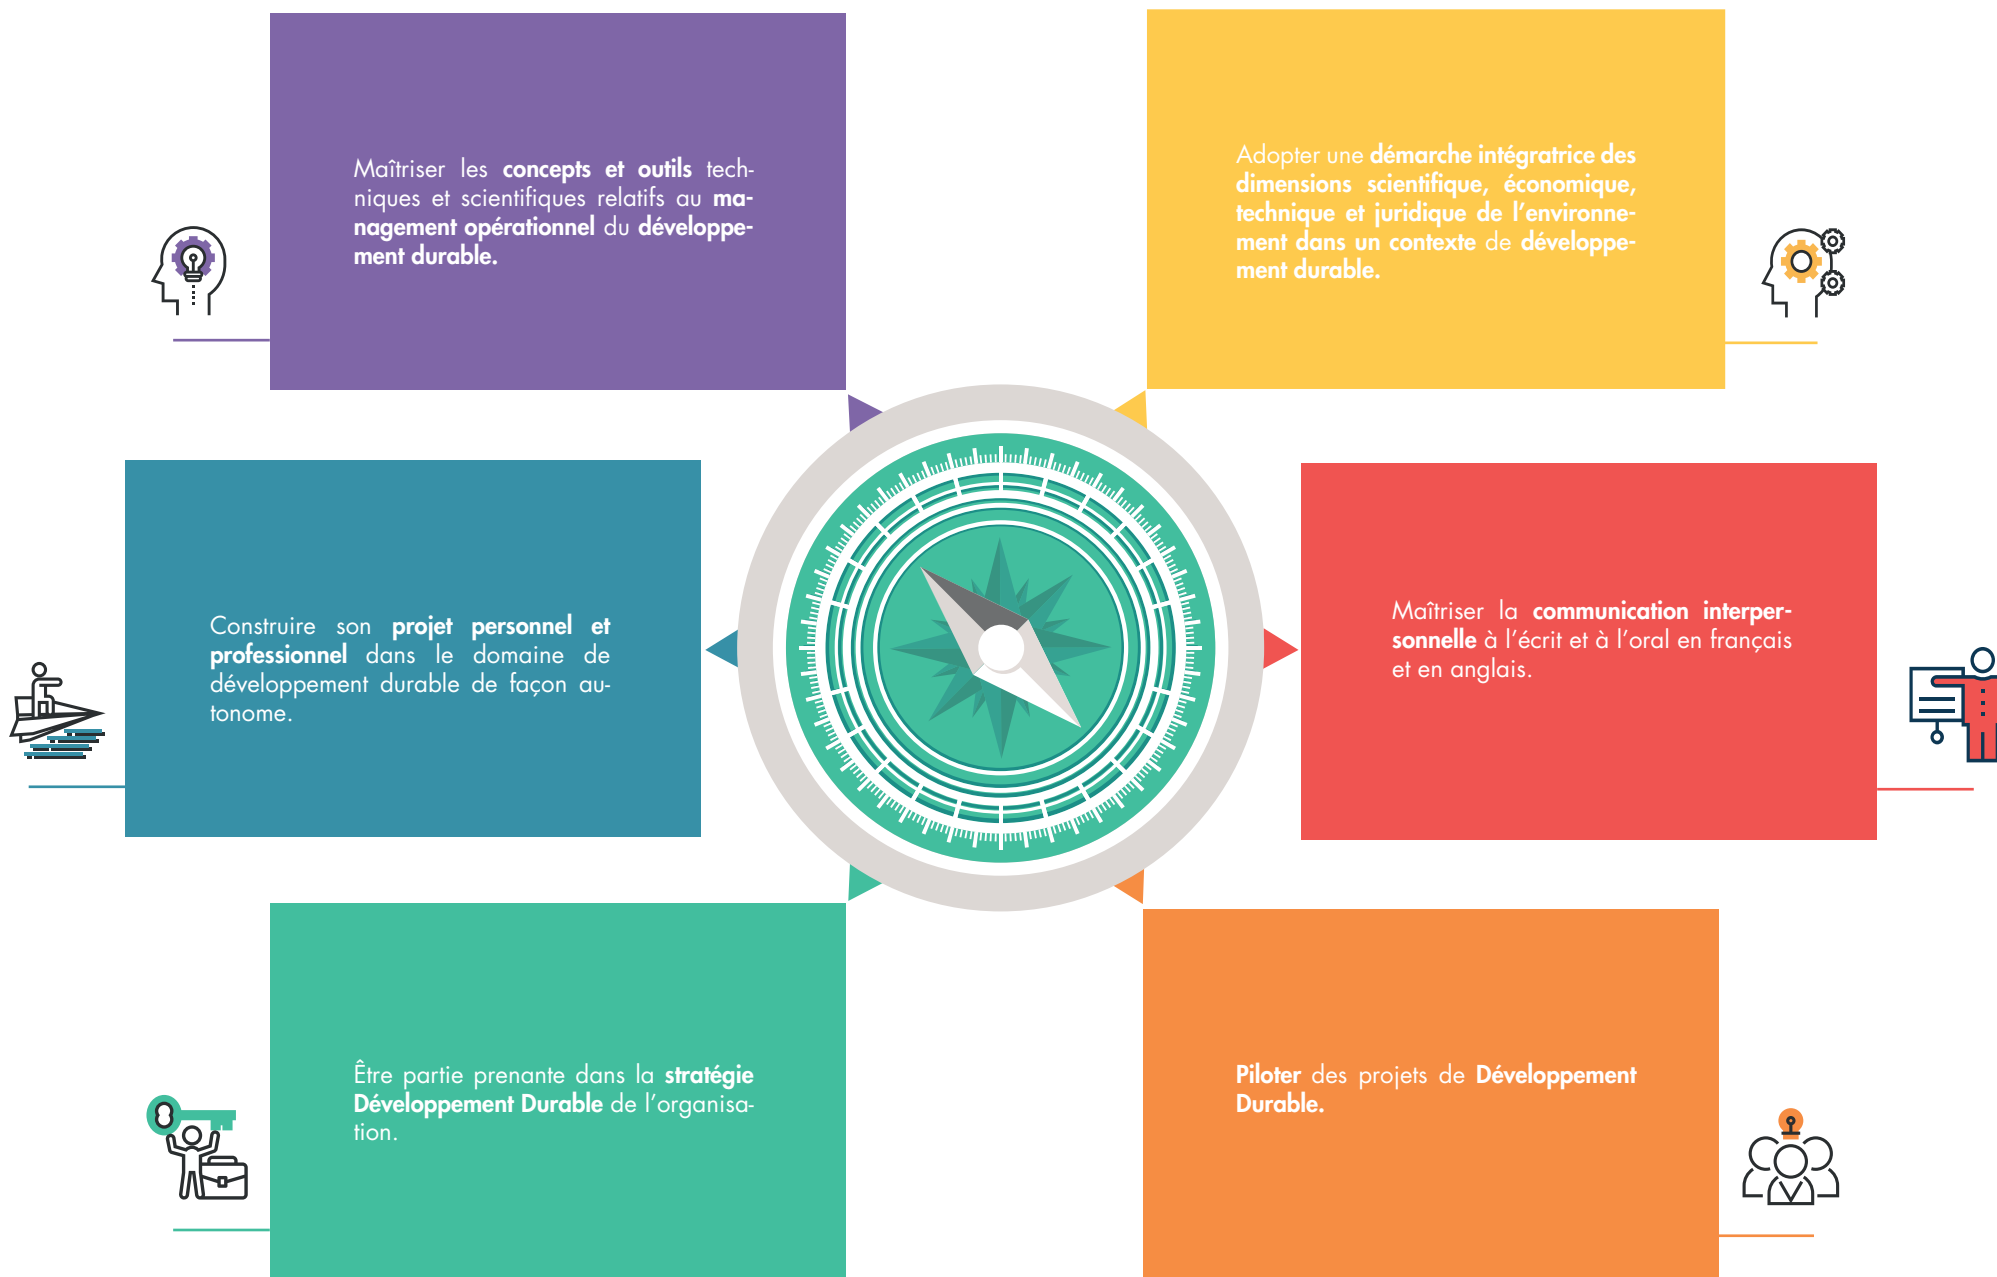 Maîtriser les concepts et outils tech-
niques et scientifiques relatifs au ma-
nagement opérationnel du développe-
ment durable.
Adopter une démarche intégratrice des
dimensions scientifique, économique,
technique et juridique de l'environne-
ment dans un contexte de développe-
ment durable.
Construire son projet personnel et
professionnel dans le domaine de
développement durable de façon au-
tonome.
Maîtriser la communication interper-
sonnelle à l'écrit et à l'oral en français
et en anglais.
Être partie prenante dans la stratégie
Développement Durable de l'organisa-
tion.
Piloter des projets de Développement
Durable.